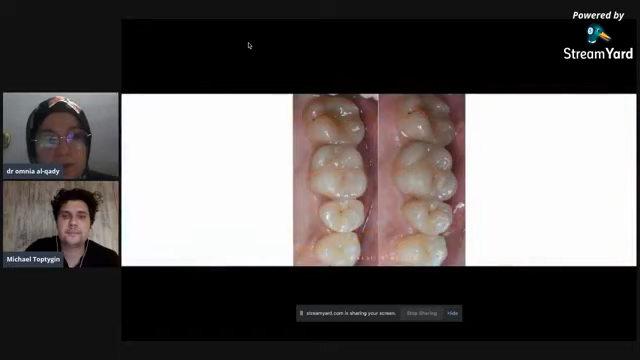 Powered by
StreamYard
dr omnia al-qady
Michael Toptygin
streamyard.com is sharing your screen.
Stop Sharing
Hide